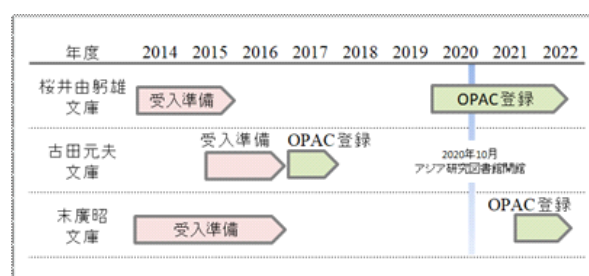 年度 2014 2015 2016 2017 2018 2019 2020 2021 2022
桜井由躬雄
文庫
受入準備
OPAC登録
古田元夫
文庫
受入準備
OPAC登録
2020年10月
アジア研究図書館開館
末廣昭
文庫
受入準備
OPAC登録